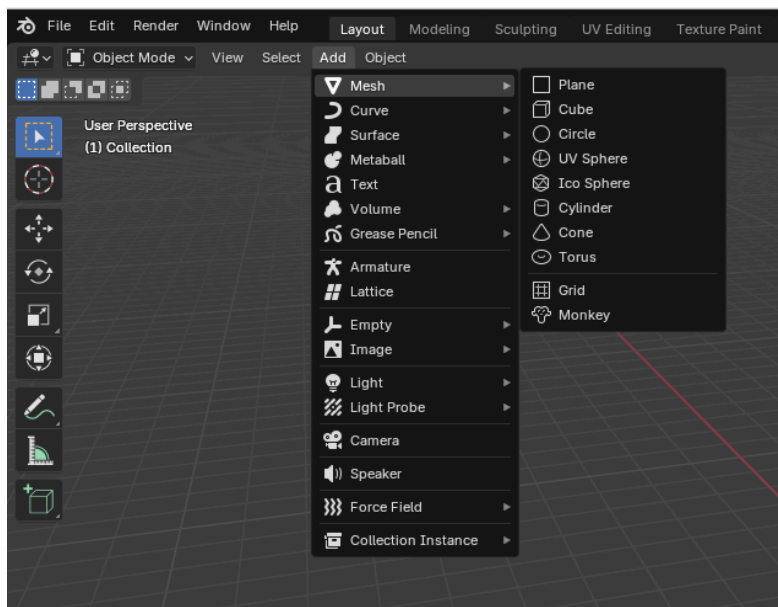 File Edit Render Window Help Layout Modeling Sculpting UV Editing Texture Paint
Object Mode View Select Add Object
User Perspective
(1) Collection
Mesh
Curve
Surface
Metaball
Text
Volume
Grease Pencil
Armature
Lattice
Empty
Image
Light
Light Probe
Camera
Speaker
Force Field
Collection Instance
Plane
Cube
Circle
UV Sphere
Ico Sphere
Cylinder
Cone
Torus
Grid
Monkey